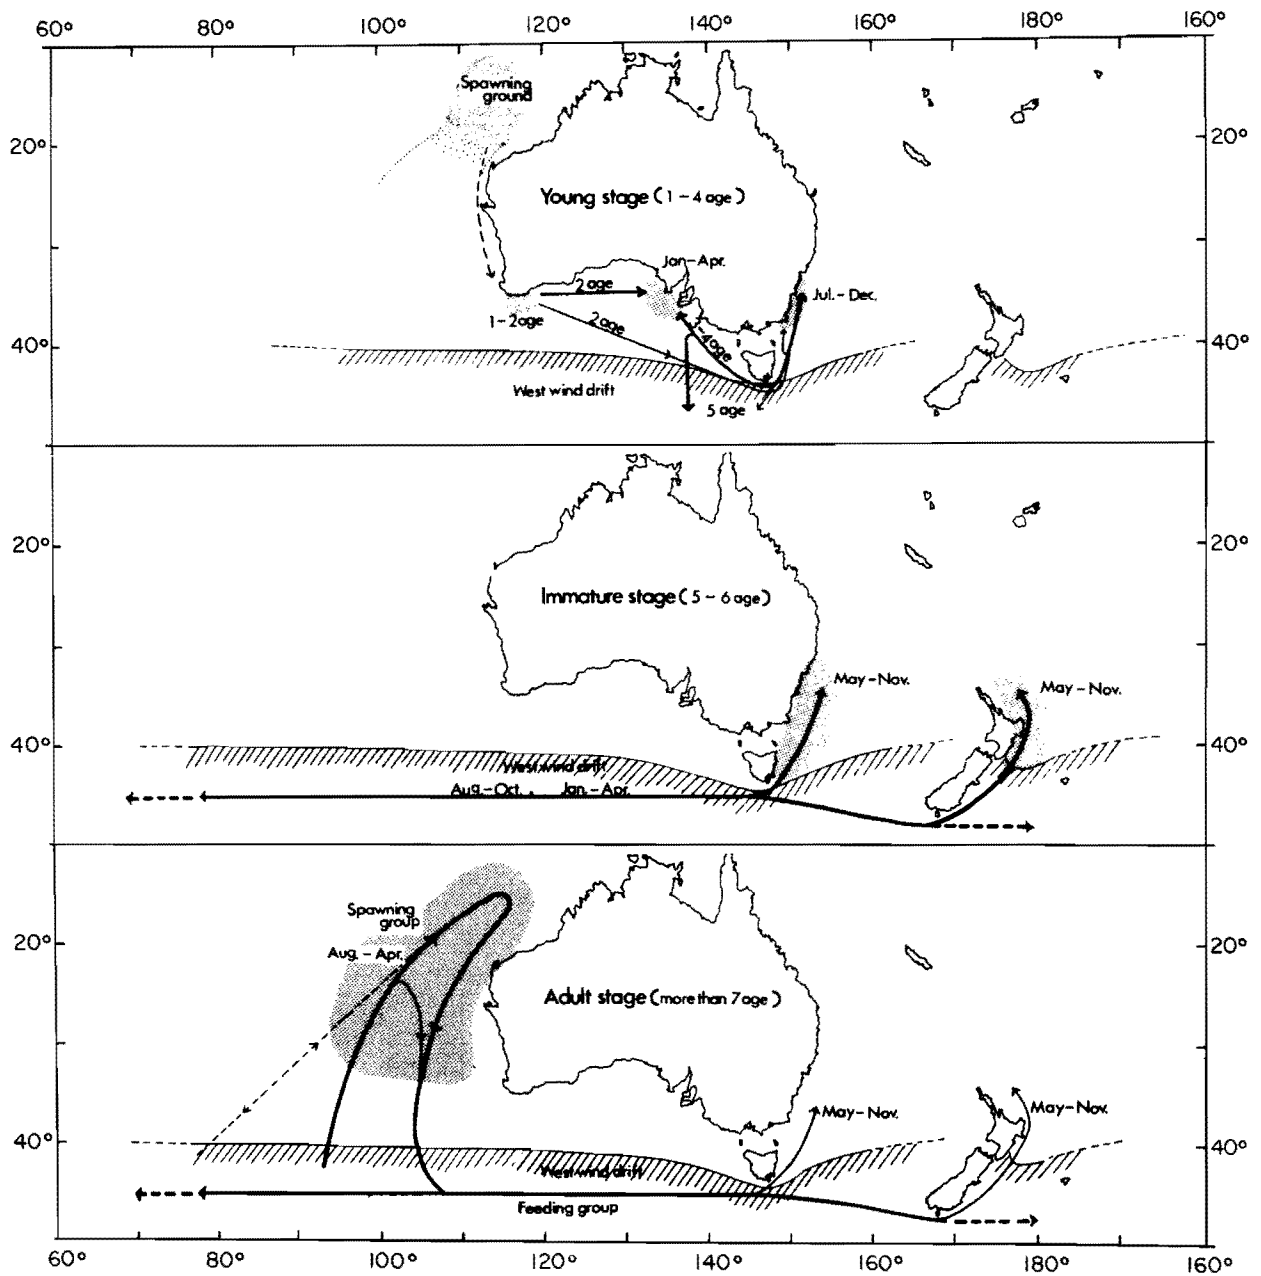 60° 80° 100° 120° 140° 160° 180° 160°
Spawning
ground
20° 20°
Young stage (1 – 4 age)
Jan–Apr.
2 age
Jul.– Dec.
1–2 age
2 age
4 age
40° 40°
West wind drift
5 age
20° 20°
Immature stage (5 – 6 age)
May–Nov. May–Nov.
40° 40°
West wind drift
Aug.–Oct. Jan.–Apr.
Spawning
group
20° 20°
Aug.–Apr.
Adult stage (more than 7 age)
May–Nov. May–Nov.
40° 40°
West wind drift
Feeding group
60° 80° 100° 120° 140° 160° 180° 160°